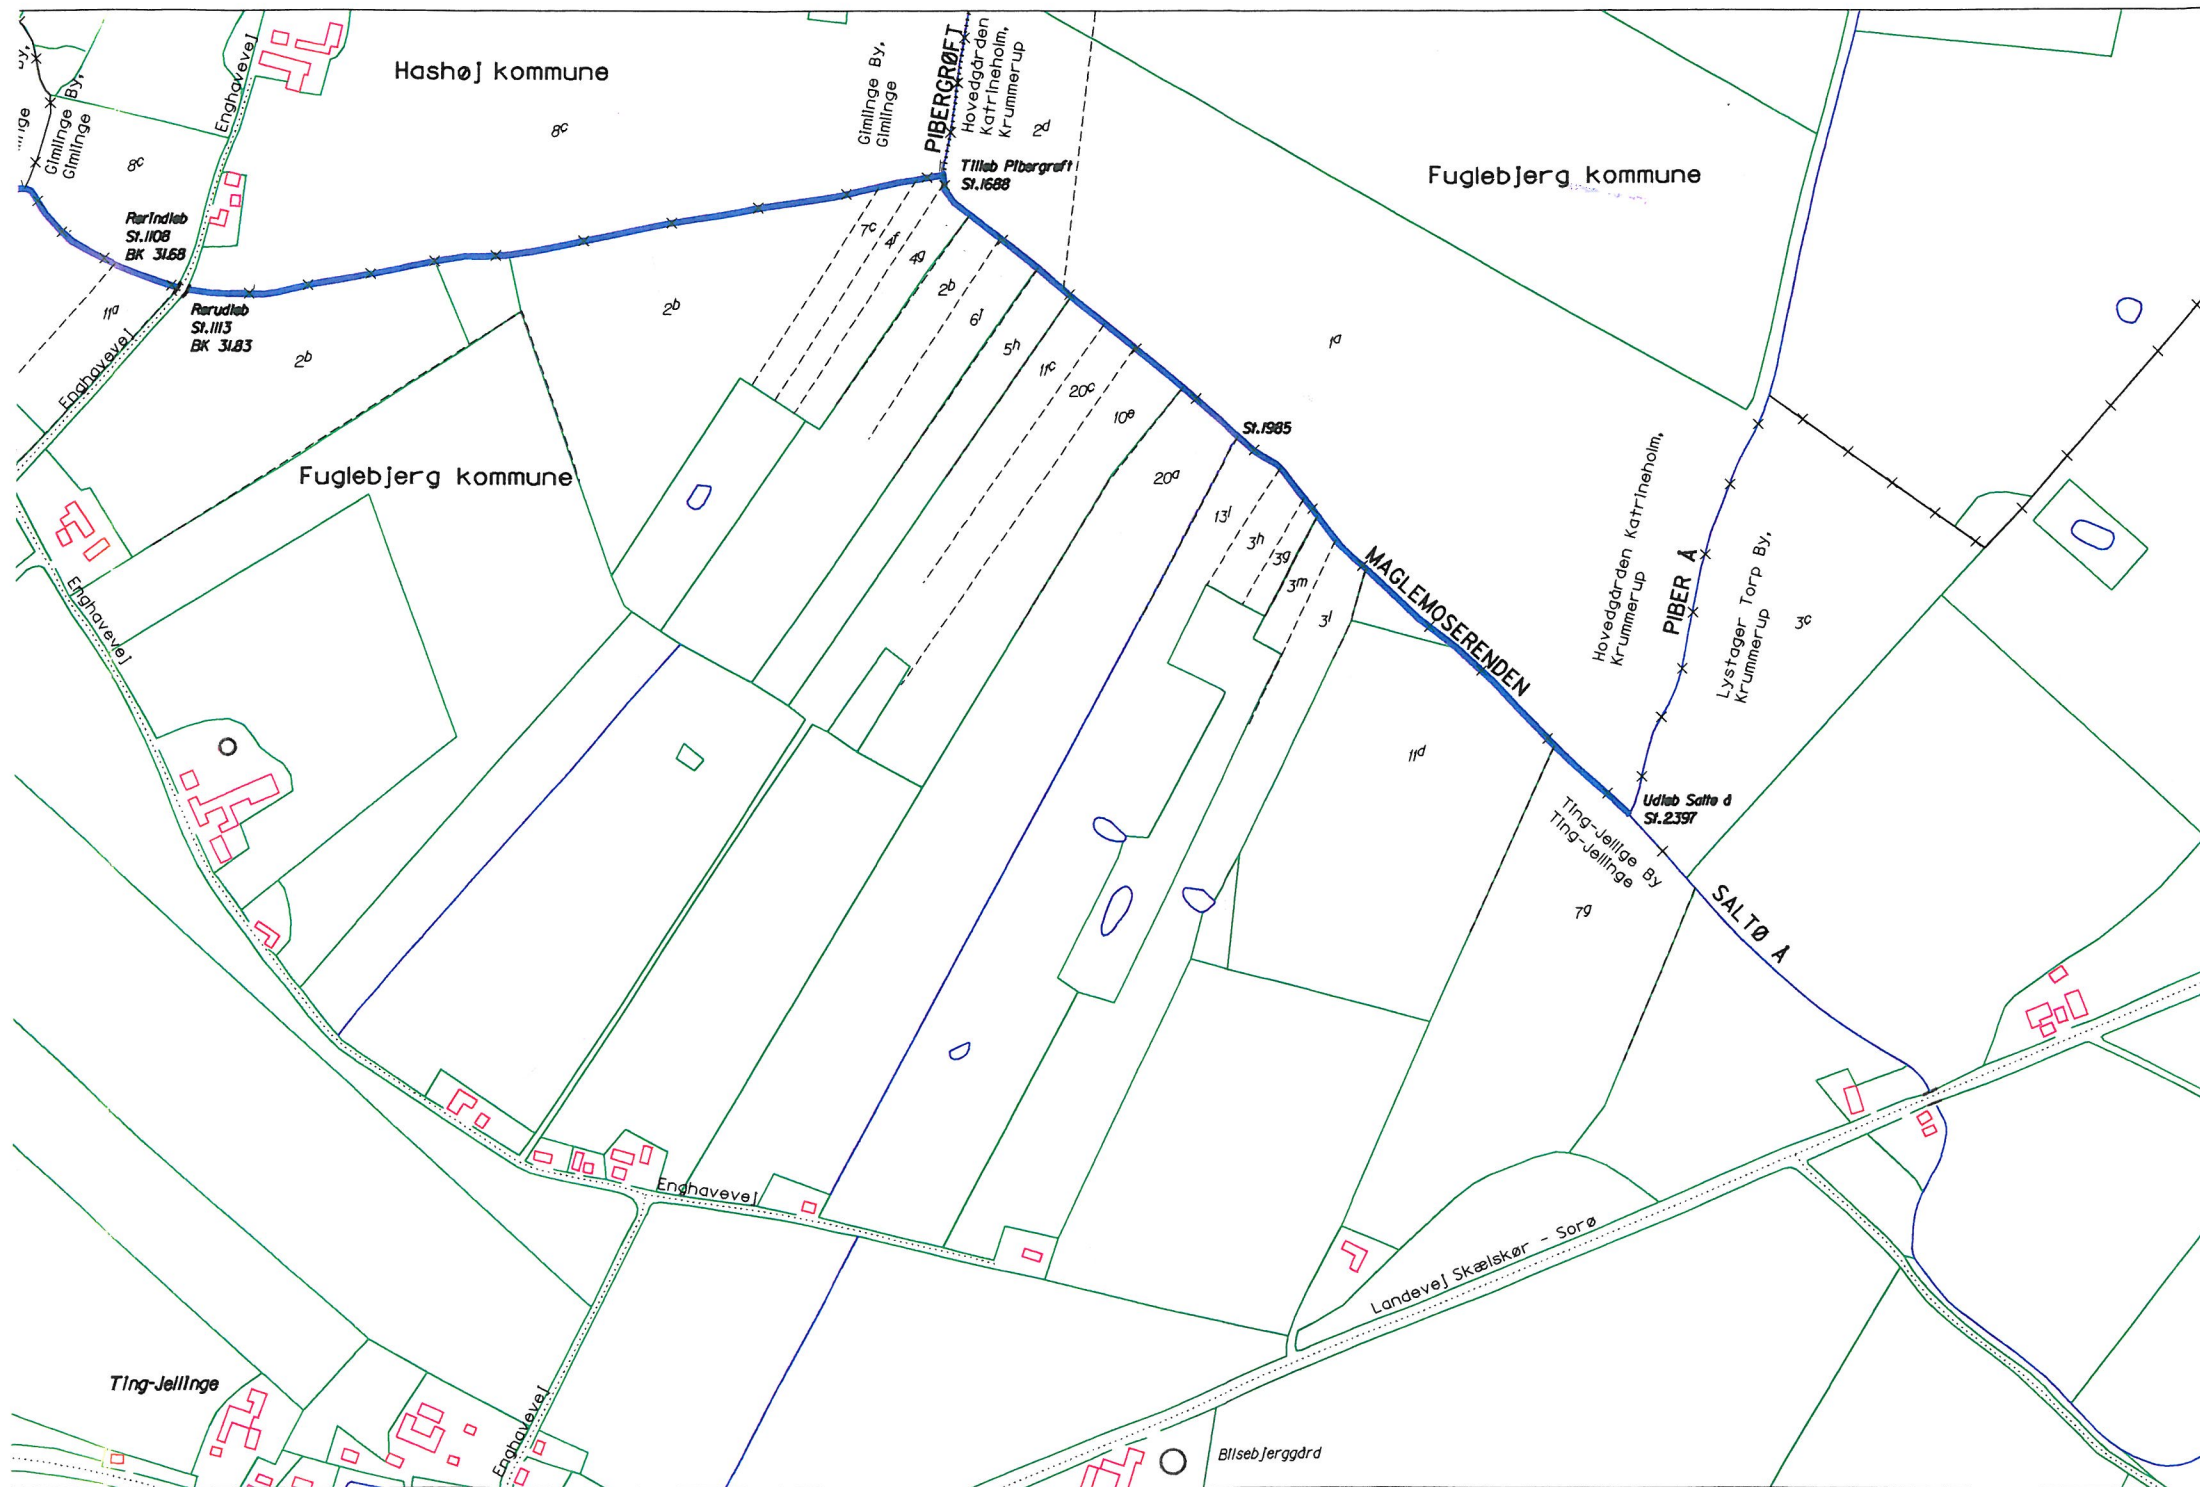 Hashøj kommune
Enghavevej
Gimlinge By,
Gimlinge
8c
8c
Gimlinge By,
Gimlinge
PIBERGRØFT
Hovedgården
Katrineholm,
Krummerup
2d
Tilløb Pibergrøft
St.1688
Fuglebjerg kommune
Rørindløb
St.1108
BK 31.68
Rørudløb
St.1113
BK 31.83
11a
Enghavevej
2b
2b
7c
4f
4g
2b
6l
5h
11c
20c
10e
20a
1a
St.1985
Fuglebjerg kommune
13l
3h
3g
3m
3l
MAGLEMOSERENDEN
Hovedgården Katrineholm,
Krummerup
PIBER Å
Lystager Torp By,
Krummerup
3c
Enghavevej
11d
Udløb Saltø å
St.2397
Ting-Jellige By
Ting-Jellinge
7g
SALTØ Å
Enghavevej
Landevej Skælskør - Sorø
Ting-Jellinge
Enghavevej
Bilsebjerggård